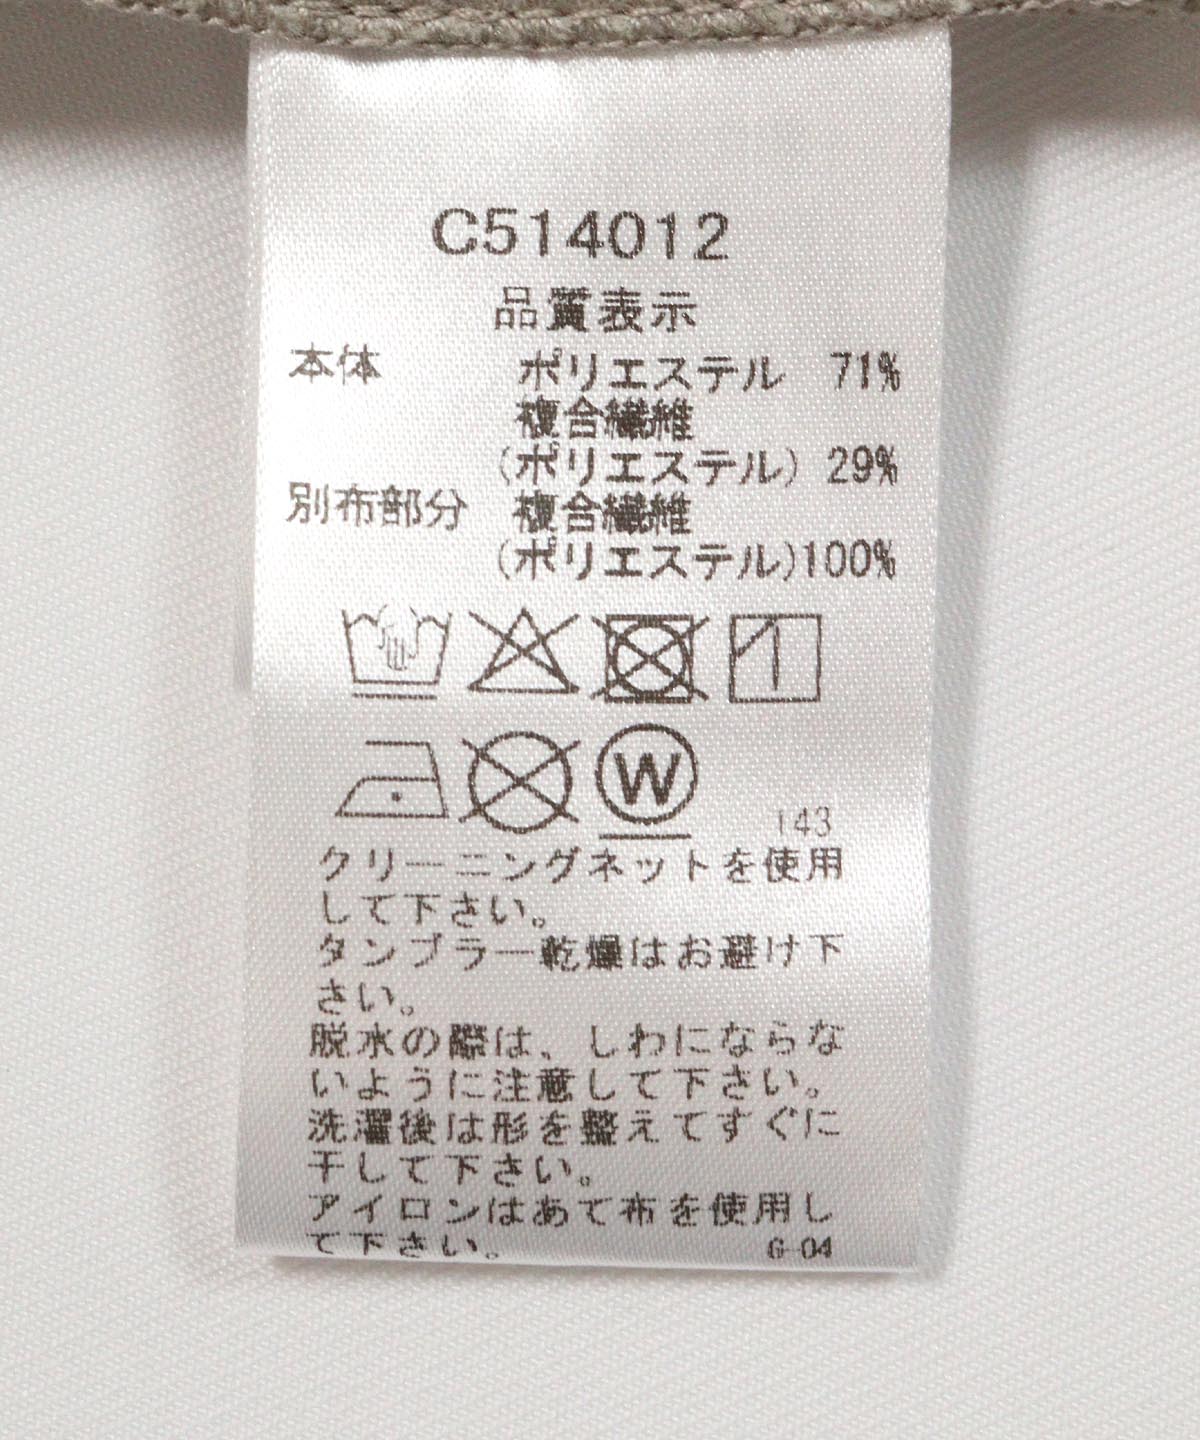 C514012
品質表示
本体 ポリエステル 71%
複合繊維
(ポリエステル) 29%
別布部分 複合繊維
(ポリエステル)100%
W
143
クリーニングネットを使用
して下さい。
タンブラー乾燥はお避け下
さい。
脱水の際は、しわにならな
いように注意して下さい。
洗濯後は形を整えてすぐに
干して下さい。
アイロンはあて布を使用し
て下さい。 G-04